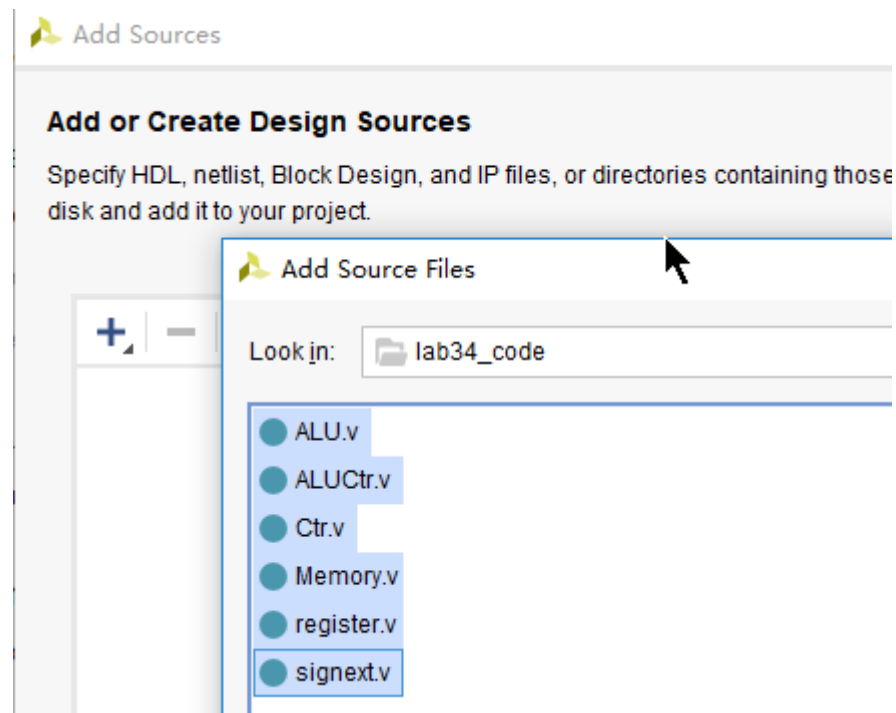 Add Sources
Add or Create Design Sources
Specify HDL, netlist, Block Design, and IP files, or directories containing those
disk and add it to your project.
Add Source Files
Look in: lab34_code
ALU.v
ALUCtr.v
Ctr.v
Memory.v
register.v
signext.v